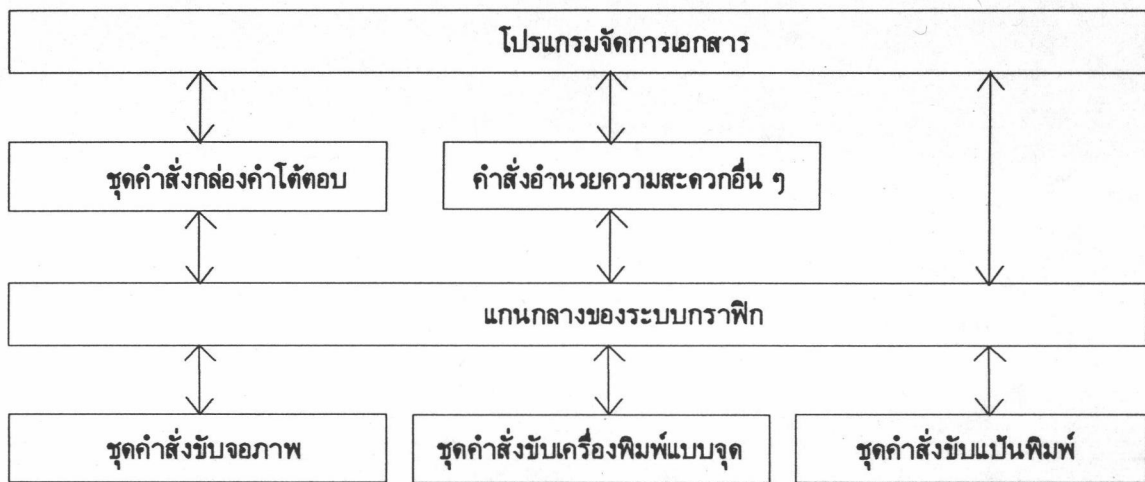 โปรแกรมจัดการเอกสาร
ชุดคำสั่งกล่องคำโต้ตอบ
คำสั่งอำนวยความสะดวกอื่น ๆ
แกนกลางของระบบกราฟิก
ชุดคำสั่งขับจอภาพ
ชุดคำสั่งขับเครื่องพิมพ์แบบจุด
ชุดคำสั่งขับแป้นพิมพ์